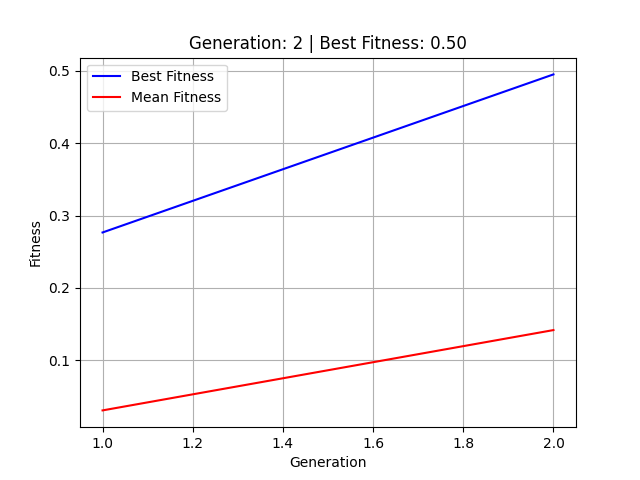 Generation: 2 | Best Fitness: 0.50
Best Fitness
Mean Fitness
0.5
0.4
0.3
0.2
0.1
Fitness
1.0 1.2 1.4 1.6 1.8 2.0
Generation